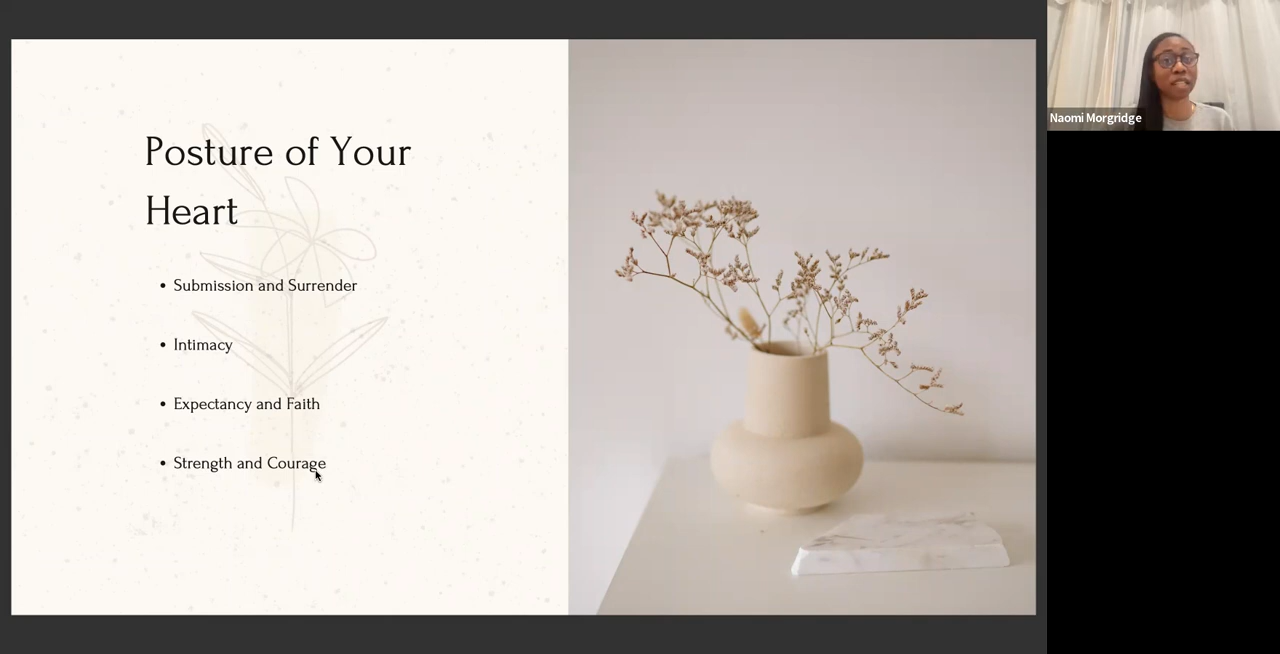 Posture of Your
Heart
• Submission and Surrender
• Intimacy
• Expectancy and Faith
• Strength and Courage
Naomi Morgridge